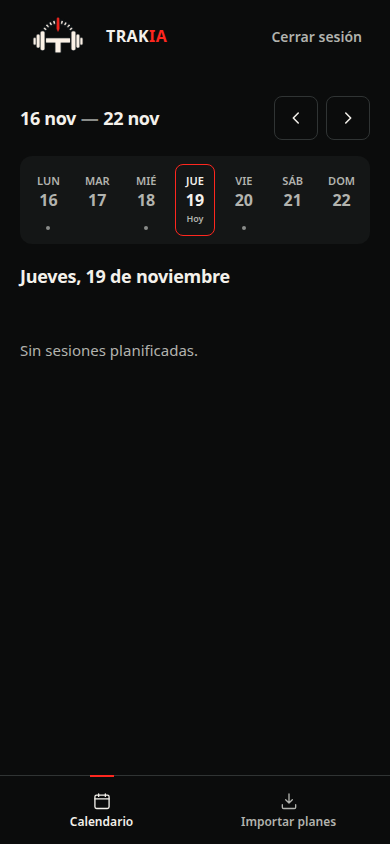 TRAKIA
Cerrar sesión
16 nov — 22 nov
LUN MAR MIÉ JUE VIE SÁB DOM
16 17 18 19 20 21 22
Hoy
Jueves, 19 de noviembre
Sin sesiones planificadas.
Calendario Importar planes